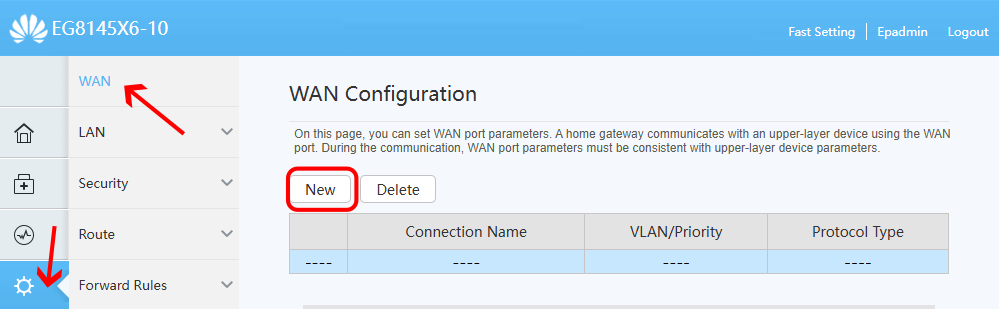 EG8145X6-10
Fast Setting
Epadmin
Logout
WAN
LAN
Security
Route
Forward Rules
WAN Configuration
On this page, you can set WAN port parameters. A home gateway communicates with an upper-layer device using the WAN
port. During the communication, WAN port parameters must be consistent with upper-layer device parameters.
New Delete
Connection Name VLAN/Priority Protocol Type
---- ---- ---- ----